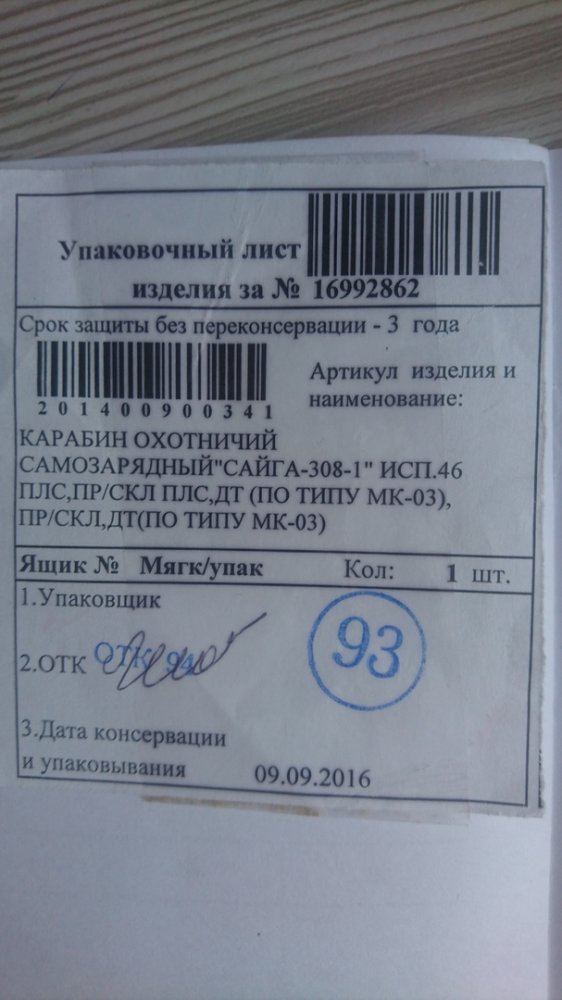 Упаковочный лист
изделия за № 16992862
Срок защиты без переконсервации - 3 года
201400900341
Артикул изделия и
наименование:
КАРАБИН ОХОТНИЧИЙ
САМОЗАРЯДНЫЙ"САЙГА-308-1" ИСП.46
ПЛС,ПР/СКЛ ПЛС,ДТ (ПО ТИПУ МК-03),
ПР/СКЛ,ДТ(ПО ТИПУ МК-03)
Ящик № Мягк/упак Кол: 1 шт.
1.Упаковщик
93
2.ОТК ОТК 94
3.Дата консервации
и упаковывания 09.09.2016